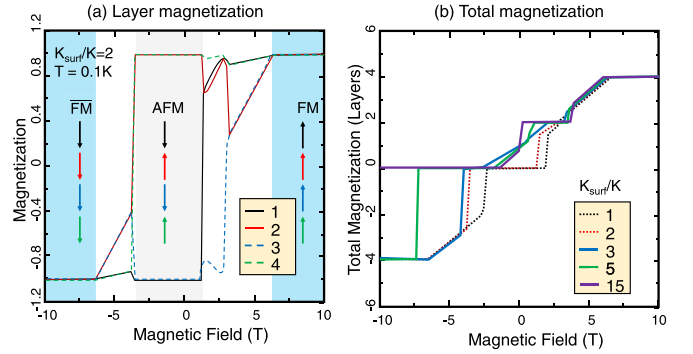 (a) Layer magnetization
K_surf/K=2
T = 0.1K
F̅M̅
AFM
FM
1
2
3
4
Magnetization
1.2
0.8
0.4
0
-0.4
-0.8
-1.2
-10
-5
0
5
10
Magnetic Field (T)
(b) Total magnetization
Total Magnetization (Layers)
6
4
2
0
-2
-4
-6
K_surf/K
1
2
3
5
15
-10
-5
0
5
10
Magnetic Field (T)